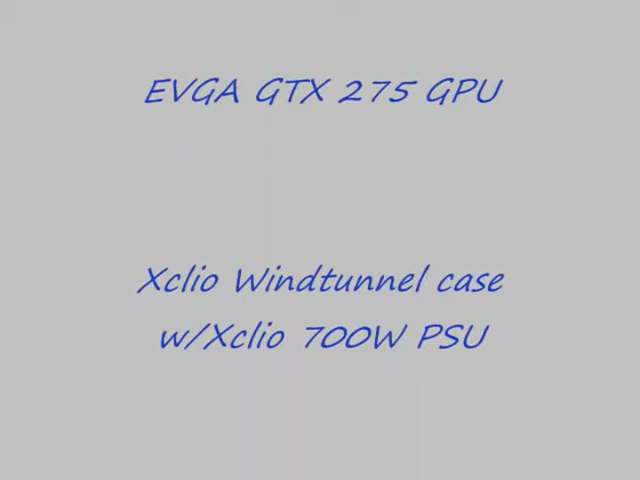 EVGA GTX 275 GPU
Xclio Windtunnel case
w/Xclio 700W PSU